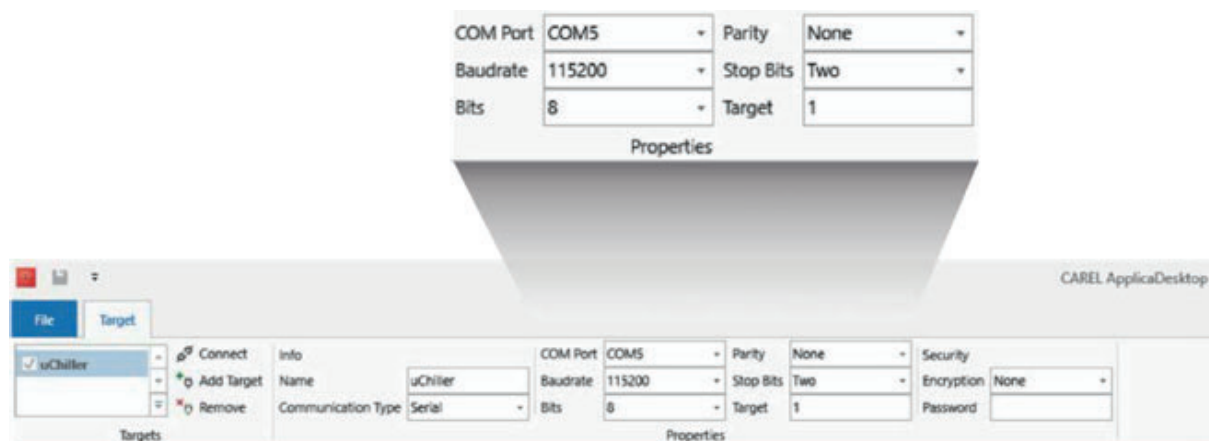 COM Port COM5 Parity None
Baudrate 115200 Stop Bits Two
Bits 8 Target 1
Properties
CAREL ApplicaDesktop
File Target
uChiller Connect Info COM Port COM5 Parity None Security
Add Target Name uChiller Baudrate 115200 Stop Bits Two Encryption None
Remove Communication Type Serial Bits 8 Target 1 Password
Targets Properties